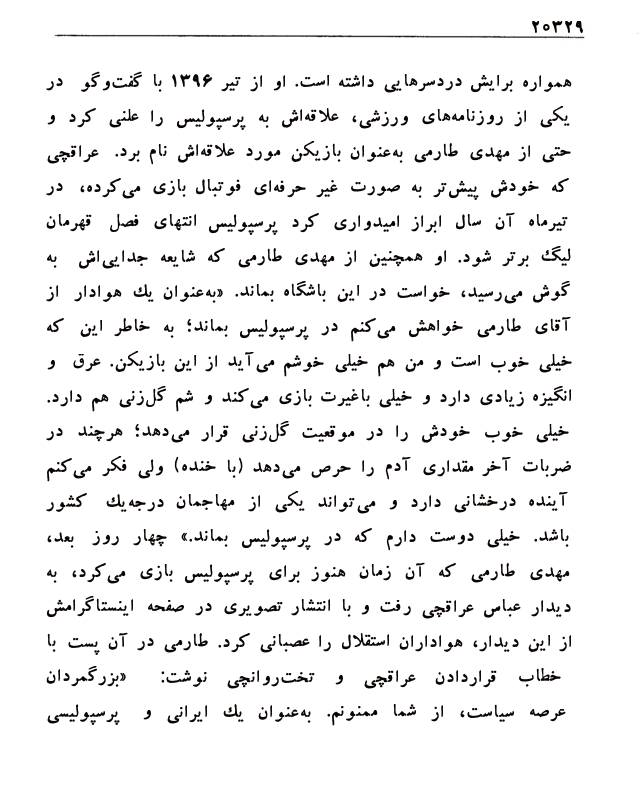 ۲۰۳۲۹
همواره برایش دردسرهایی داشته است. او از تیر ۱۳۹۶ با گفت‌وگو در
یکی از روزنامه‌های ورزشی، علاقه‌اش به پرسپولیس را علنی کرد و
حتی از مهدی طارمی به‌عنوان بازیکن مورد علاقه‌اش نام برد. عراقچی
که خودش پیش‌تر به صورت غیر حرفه‌ای فوتبال بازی می‌کرده، در
تیرماه آن سال ابراز امیدواری کرد پرسپولیس انتهای فصل قهرمان
لیگ برتر شود. او همچنین از مهدی طارمی که شایعه جدایی‌اش به
گوش می‌رسید، خواست در این باشگاه بماند. «به‌عنوان یك هوادار از
آقای طارمی خواهش می‌کنم در پرسپولیس بماند؛ به خاطر این که
خیلی خوب است و من هم خیلی خوشم می‌آید از این بازیکن. عرق و
انگیزه زیادی دارد و خیلی باغیرت بازی می‌کند و شم گل‌زنی هم دارد.
خیلی خوب خودش را در موقعیت گل‌زنی قرار می‌دهد؛ هرچند در
ضربات آخر مقداری آدم را حرص می‌دهد (با خنده) ولی فکر می‌کنم
آینده درخشانی دارد و می‌تواند یکی از مهاجمان درجه‌یك کشور
باشد. خیلی دوست دارم که در پرسپولیس بماند.» چهار روز بعد،
مهدی طارمی که آن زمان هنوز برای پرسپولیس بازی می‌کرد، به
دیدار عباس عراقچی رفت و با انتشار تصویری در صفحه اینستاگرامش
از این دیدار، هواداران استقلال را عصبانی کرد. طارمی در آن پست با
خطاب قراردادن عراقچی و تخت‌روانچی نوشت: «بزرگمردان
عرصه سیاست، از شما ممنونم. به‌عنوان یك ایرانی و پرسپولیسی